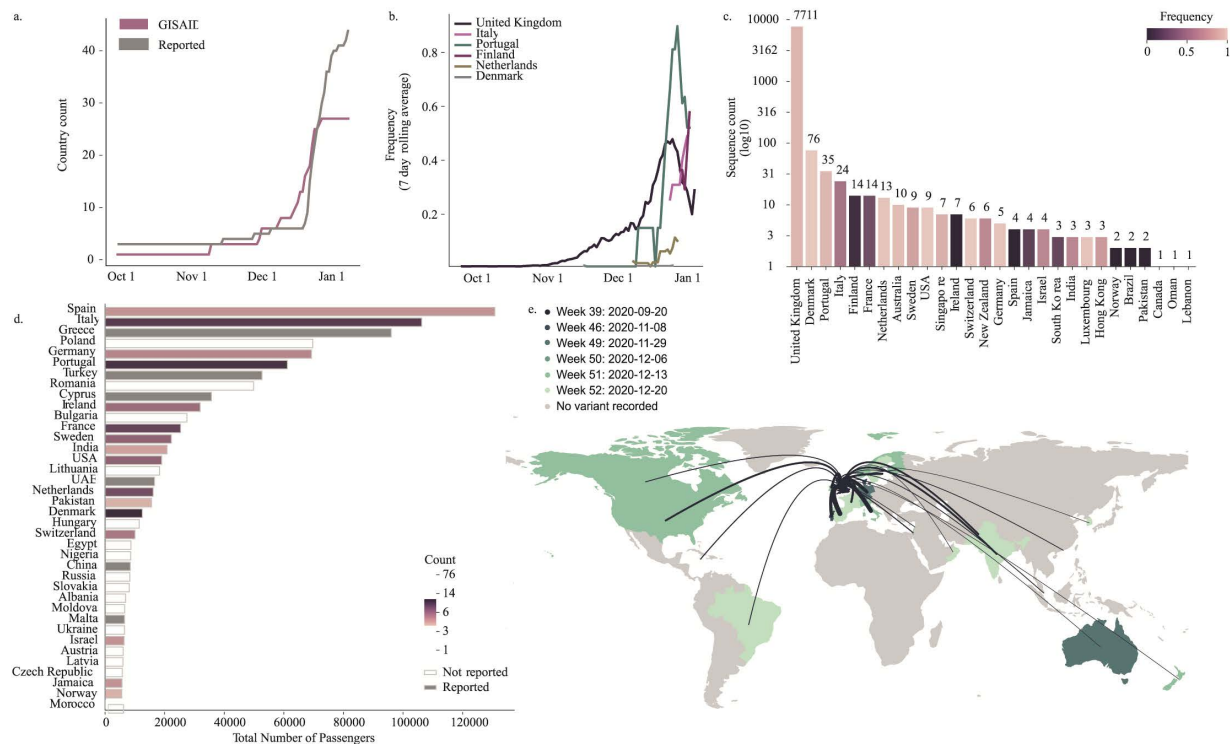 a.
GISAID
Reported
Country count
40
30
20
10
0
Oct 1
Nov 1
Dec 1
Jan 1
b.
United Kingdom
Italy
Portugal
Finland
Netherlands
Denmark
Frequency
(7 day rolling average)
0.8
0.6
0.4
0.2
Oct 1
Nov 1
Dec 1
Jan 1
c.
Sequence count
(log10)
10000
3162
1000
316
100
31
10
3
1
7711
76
35
24
14
14
13
10
9
9
7
7
6
6
5
4
4
4
3
3
3
3
2
2
2
1
1
1
United Kingdom
Denmark
Portugal
Italy
Finland
France
Netherlands
Australia
Sweden
USA
Singapo re
Ireland
Switzerland
New Zealand
Germany
Spain
Jamaica
Israel
South Ko rea
India
Luxembourg
Hong Kong
Norway
Brazil
Pakistan
Canada
Oman
Lebanon
Frequency
0
0.5
1
d.
Spain
Italy
Greece
Poland
Germany
Portugal
Turkey
Romania
Cyprus
Ireland
Bulgaria
France
Sweden
India
USA
Lithuania
UAE
Netherlands
Pakistan
Denmark
Hungary
Switzerland
Egypt
Nigeria
China
Russia
Slovakia
Albania
Moldova
Malta
Ukraine
Israel
Austria
Latvia
Czech Republic
Jamaica
Norway
Morocco
0
20000
40000
60000
80000
100000
120000
Total Number of Passengers
Count
76
14
6
3
1
Not reported
Reported
e.
Week 39: 2020-09-20
Week 46: 2020-11-08
Week 49: 2020-11-29
Week 50: 2020-12-06
Week 51: 2020-12-13
Week 52: 2020-12-20
No variant recorded